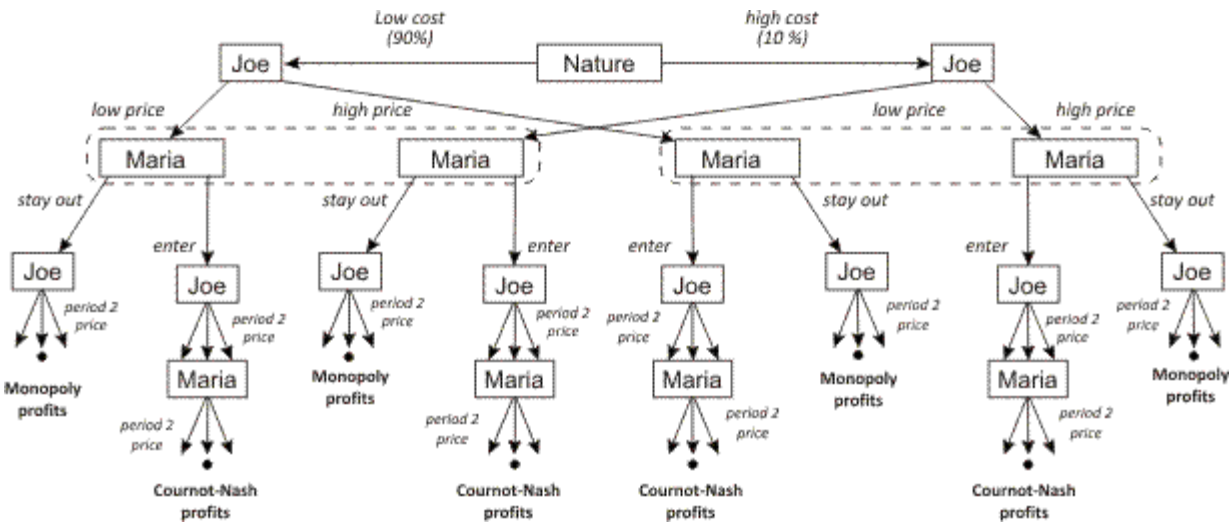 Low cost (90%)
high cost (10 %)
Joe
Nature
Joe
low price
high price
low price
high price
Maria
Maria
Maria
Maria
stay out
stay out
stay out
stay out
enter
enter
enter
enter
Joe
Joe
Joe
Joe
Joe
Joe
Joe
Joe
period 2 price
period 2 price
period 2 price
period 2 price
period 2 price
period 2 price
period 2 price
period 2 price
Monopoly profits
Maria
Monopoly profits
Maria
Maria
Monopoly profits
Maria
Monopoly profits
period 2 price
period 2 price
period 2 price
period 2 price
Cournot-Nash profits
Cournot-Nash profits
Cournot-Nash profits
Cournot-Nash profits